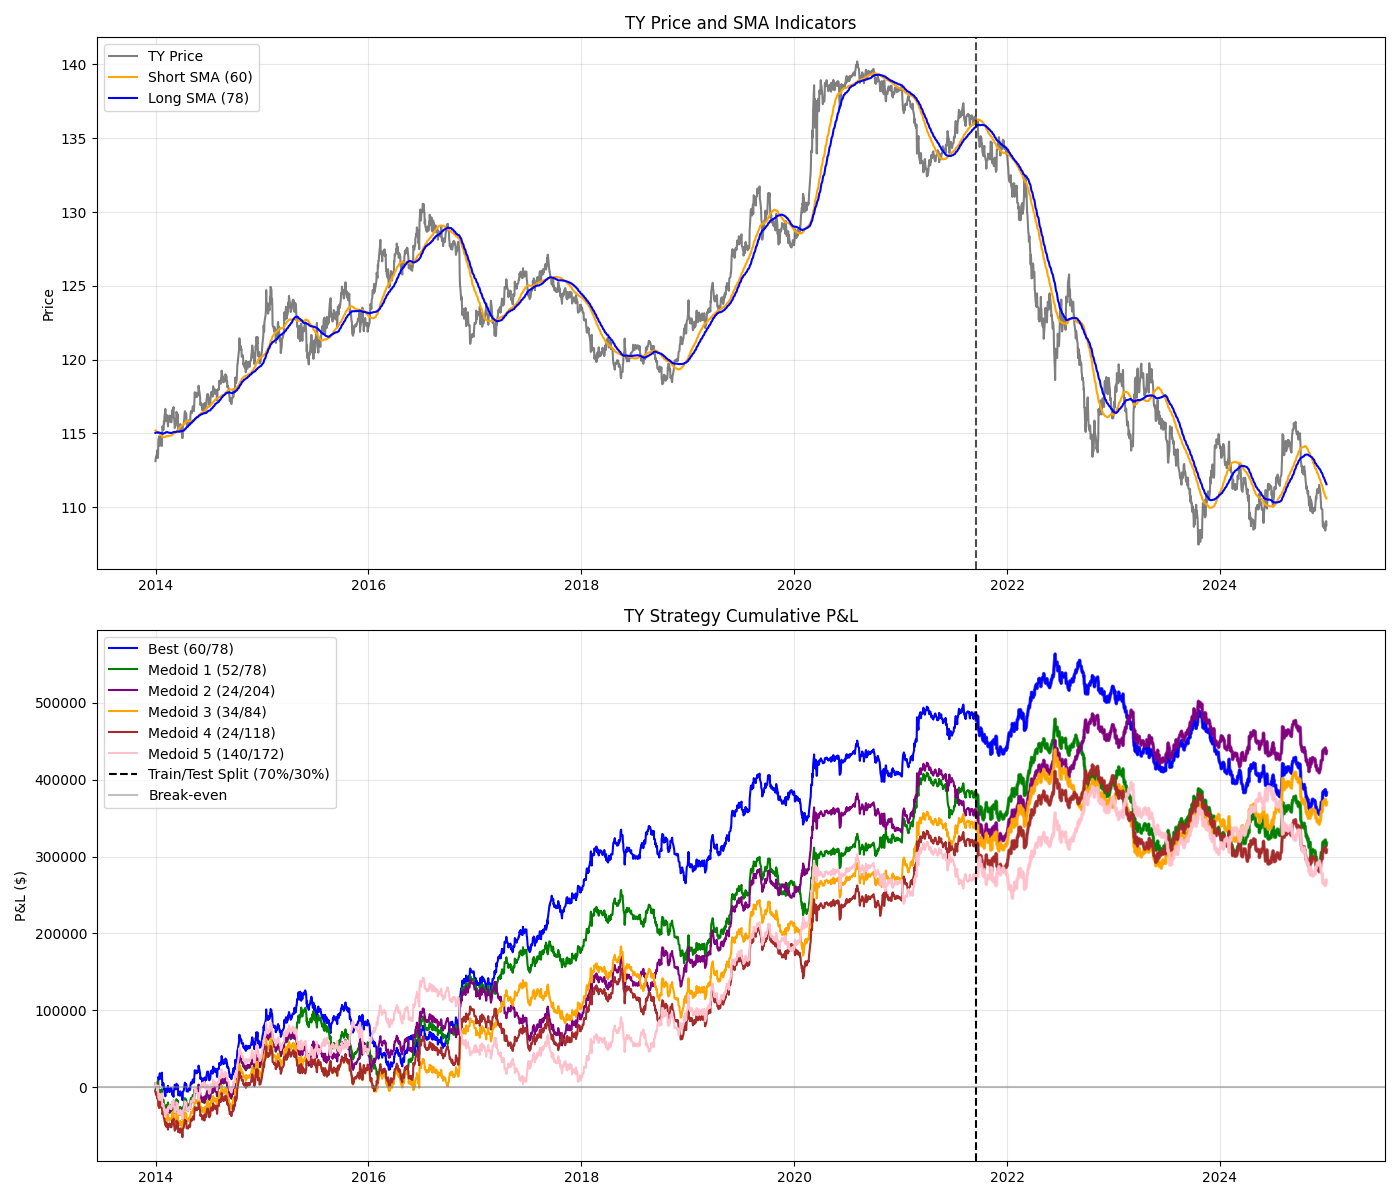 TY Price and SMA Indicators
TY Price
Short SMA (60)
Long SMA (78)
Price
140
135
130
125
120
115
110
2014 2016 2018 2020 2022 2024
TY Strategy Cumulative P&L
Best (60/78)
Medoid 1 (52/78)
Medoid 2 (24/204)
Medoid 3 (34/84)
Medoid 4 (24/118)
Medoid 5 (140/172)
Train/Test Split (70%/30%)
Break-even
P&L ($)
500000
400000
300000
200000
100000
0
2014 2016 2018 2020 2022 2024